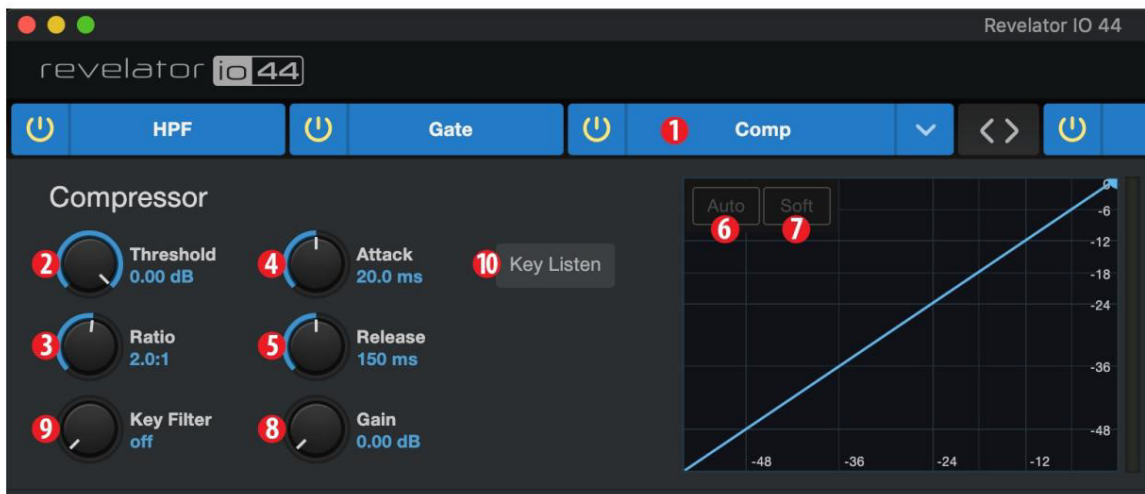 Revelator IO 44
revelator io 44
HPF
Gate
1
Comp
Compressor
2
Threshold
0.00 dB
4
Attack
20.0 ms
10
Key Listen
3
Ratio
2.0:1
5
Release
150 ms
9
Key Filter
off
8
Gain
0.00 dB
Auto
Soft
6
7
0
-6
-12
-18
-24
-36
-48
-48
-36
-24
-12